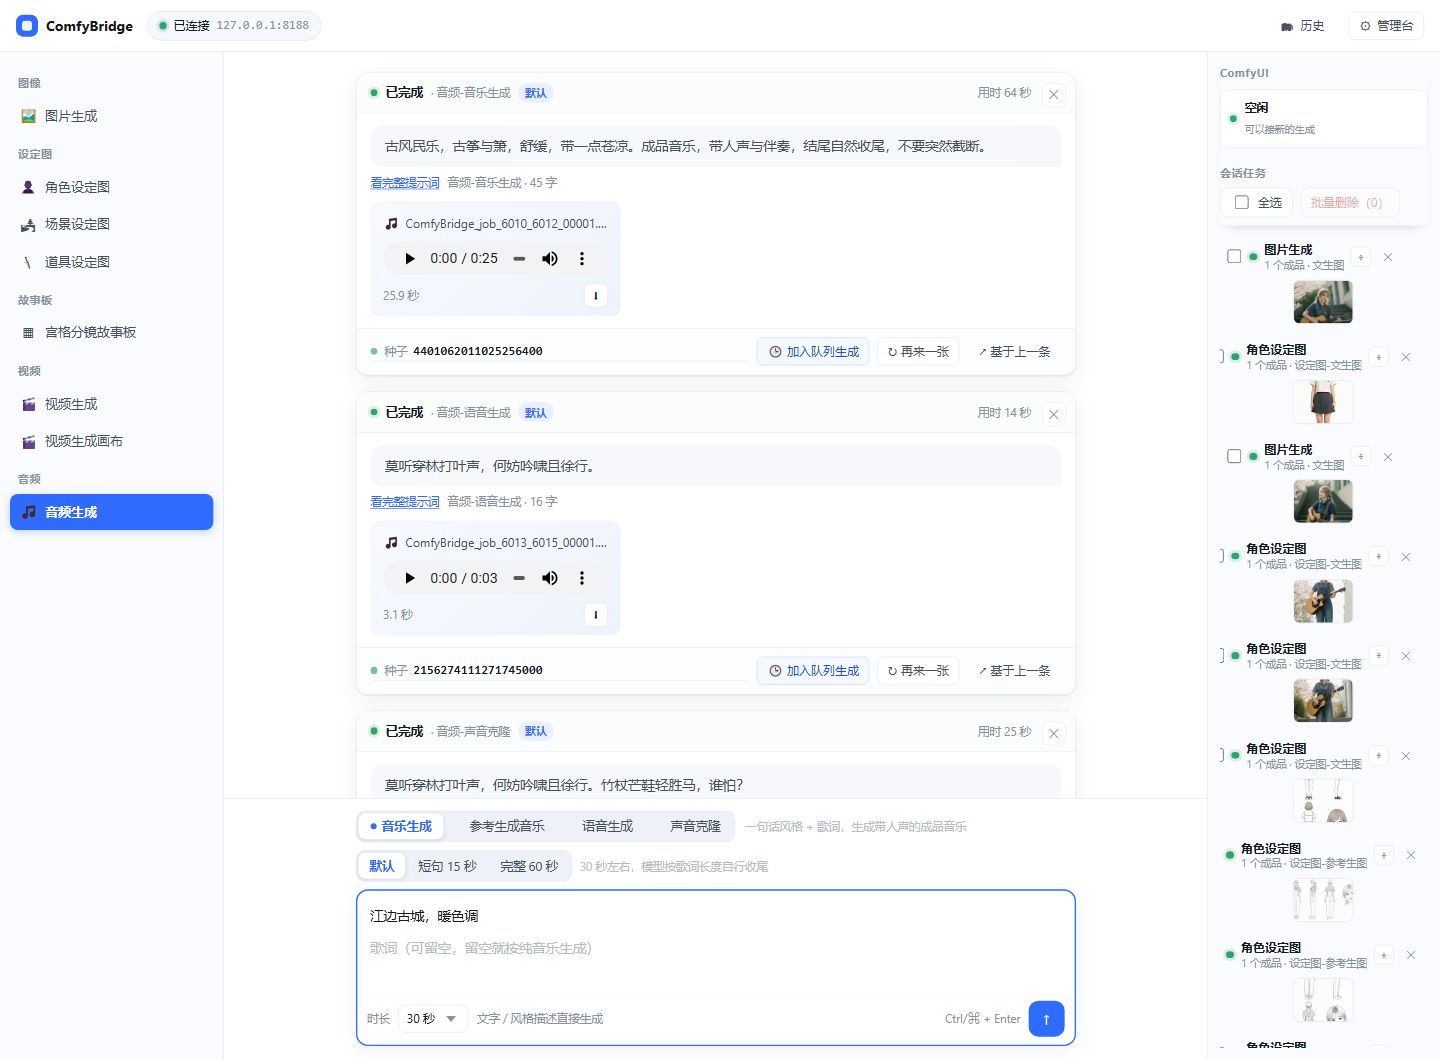 ComfyBridge
已连接 127.0.0.1:8188
历史
管理台
图像
图片生成
设定图
角色设定图
场景设定图
道具设定图
故事板
宫格分镜故事板
视频
视频生成
视频生成画布
音频
音频生成
已完成 · 音频-音乐生成 默认 用时 64 秒
古风民乐，古筝与箫，舒缓，带一点苍凉。成品音乐，带人声与伴奏，结尾自然收尾，不要突然截断。
看完整提示词 音频-音乐生成 · 45 字
ComfyBridge_job_6010_6012_00001....
0:00 / 0:25
25.9 秒
种子 4401062011025256400 加入队列生成 再来一张 基于上一条
已完成 · 音频-语音生成 默认 用时 14 秒
莫听穿林打叶声，何妨吟啸且徐行。
看完整提示词 音频-语音生成 · 16 字
ComfyBridge_job_6013_6015_00001....
0:00 / 0:03
3.1 秒
种子 2156274111271745000 加入队列生成 再来一张 基于上一条
已完成 · 音频-声音克隆 默认 用时 25 秒
莫听穿林打叶声，何妨吟啸且徐行。竹杖芒鞋轻胜马，谁怕？
音乐生成 参考生成音乐 语音生成 声音克隆 一句话风格 + 歌词，生成带人声的成品音乐
默认 短句 15 秒 完整 60 秒 30 秒左右，模型按歌词长度自行收尾
江边古城，暖色调
歌词（可留空，留空就按纯音乐生成）
时长 30 秒 文字 / 风格描述直接生成 Ctrl/⌘ + Enter
ComfyUI
空闲
可以接新的生成
会话任务
全选 批量删除（0）
图片生成
1 个成品 · 文生图
角色设定图
1 个成品 · 设定图-文生图
图片生成
1 个成品 · 文生图
角色设定图
1 个成品 · 设定图-文生图
角色设定图
1 个成品 · 设定图-文生图
角色设定图
1 个成品 · 设定图-文生图
角色设定图
1 个成品 · 设定图-参考生图
角色设定图
1 个成品 · 设定图-参考生图
角色设定图